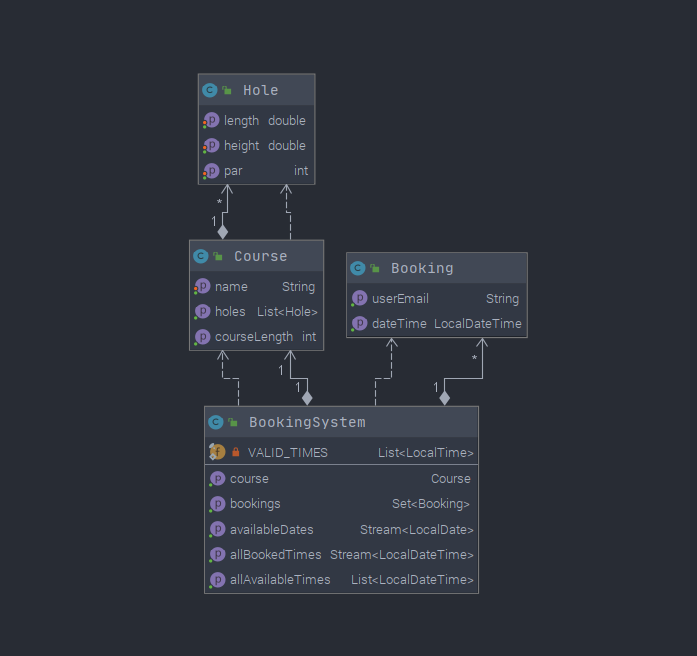 C Hole
p length double
p height double
p par int
*
1
C Course
p name String
p holes List<Hole>
p courseLength int
C Booking
p userEmail String
p dateTime LocalDateTime
1
1
*
1
C BookingSystem
f VALID_TIMES List<LocalTime>
p course Course
p bookings Set<Booking>
p availableDates Stream<LocalDate>
p allBookedTimes Stream<LocalDateTime>
p allAvailableTimes List<LocalDateTime>